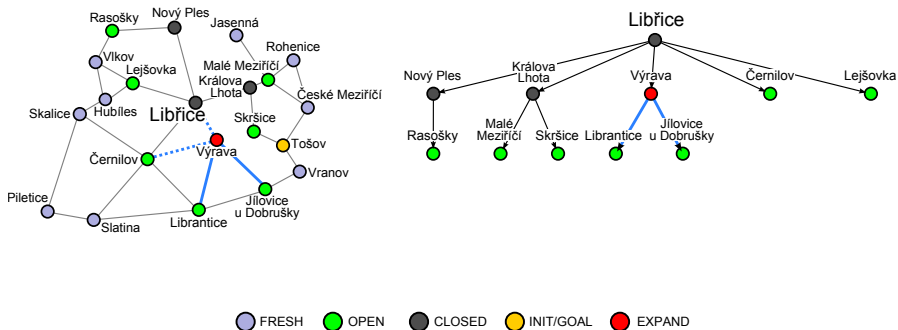 Rasošky
Nový Ples
Jasenná
Rohenice
Vlkov
Lejšovka
Malé Meziříčí
Králova
Lhota
České Meziříčí
Skalice
Hubíles
Libřice
Skršice
Tošov
Černilov
Výrava
Vranov
Piletice
Slatina
Librantice
Jílovice
u Dobrušky
Libřice
Nový Ples
Králova
Lhota
Výrava
Černilov
Lejšovka
Rasošky
Malé
Meziříčí
Skršice
Librantice
Jílovice
u Dobrušky
FRESH
OPEN
CLOSED
INIT/GOAL
EXPAND